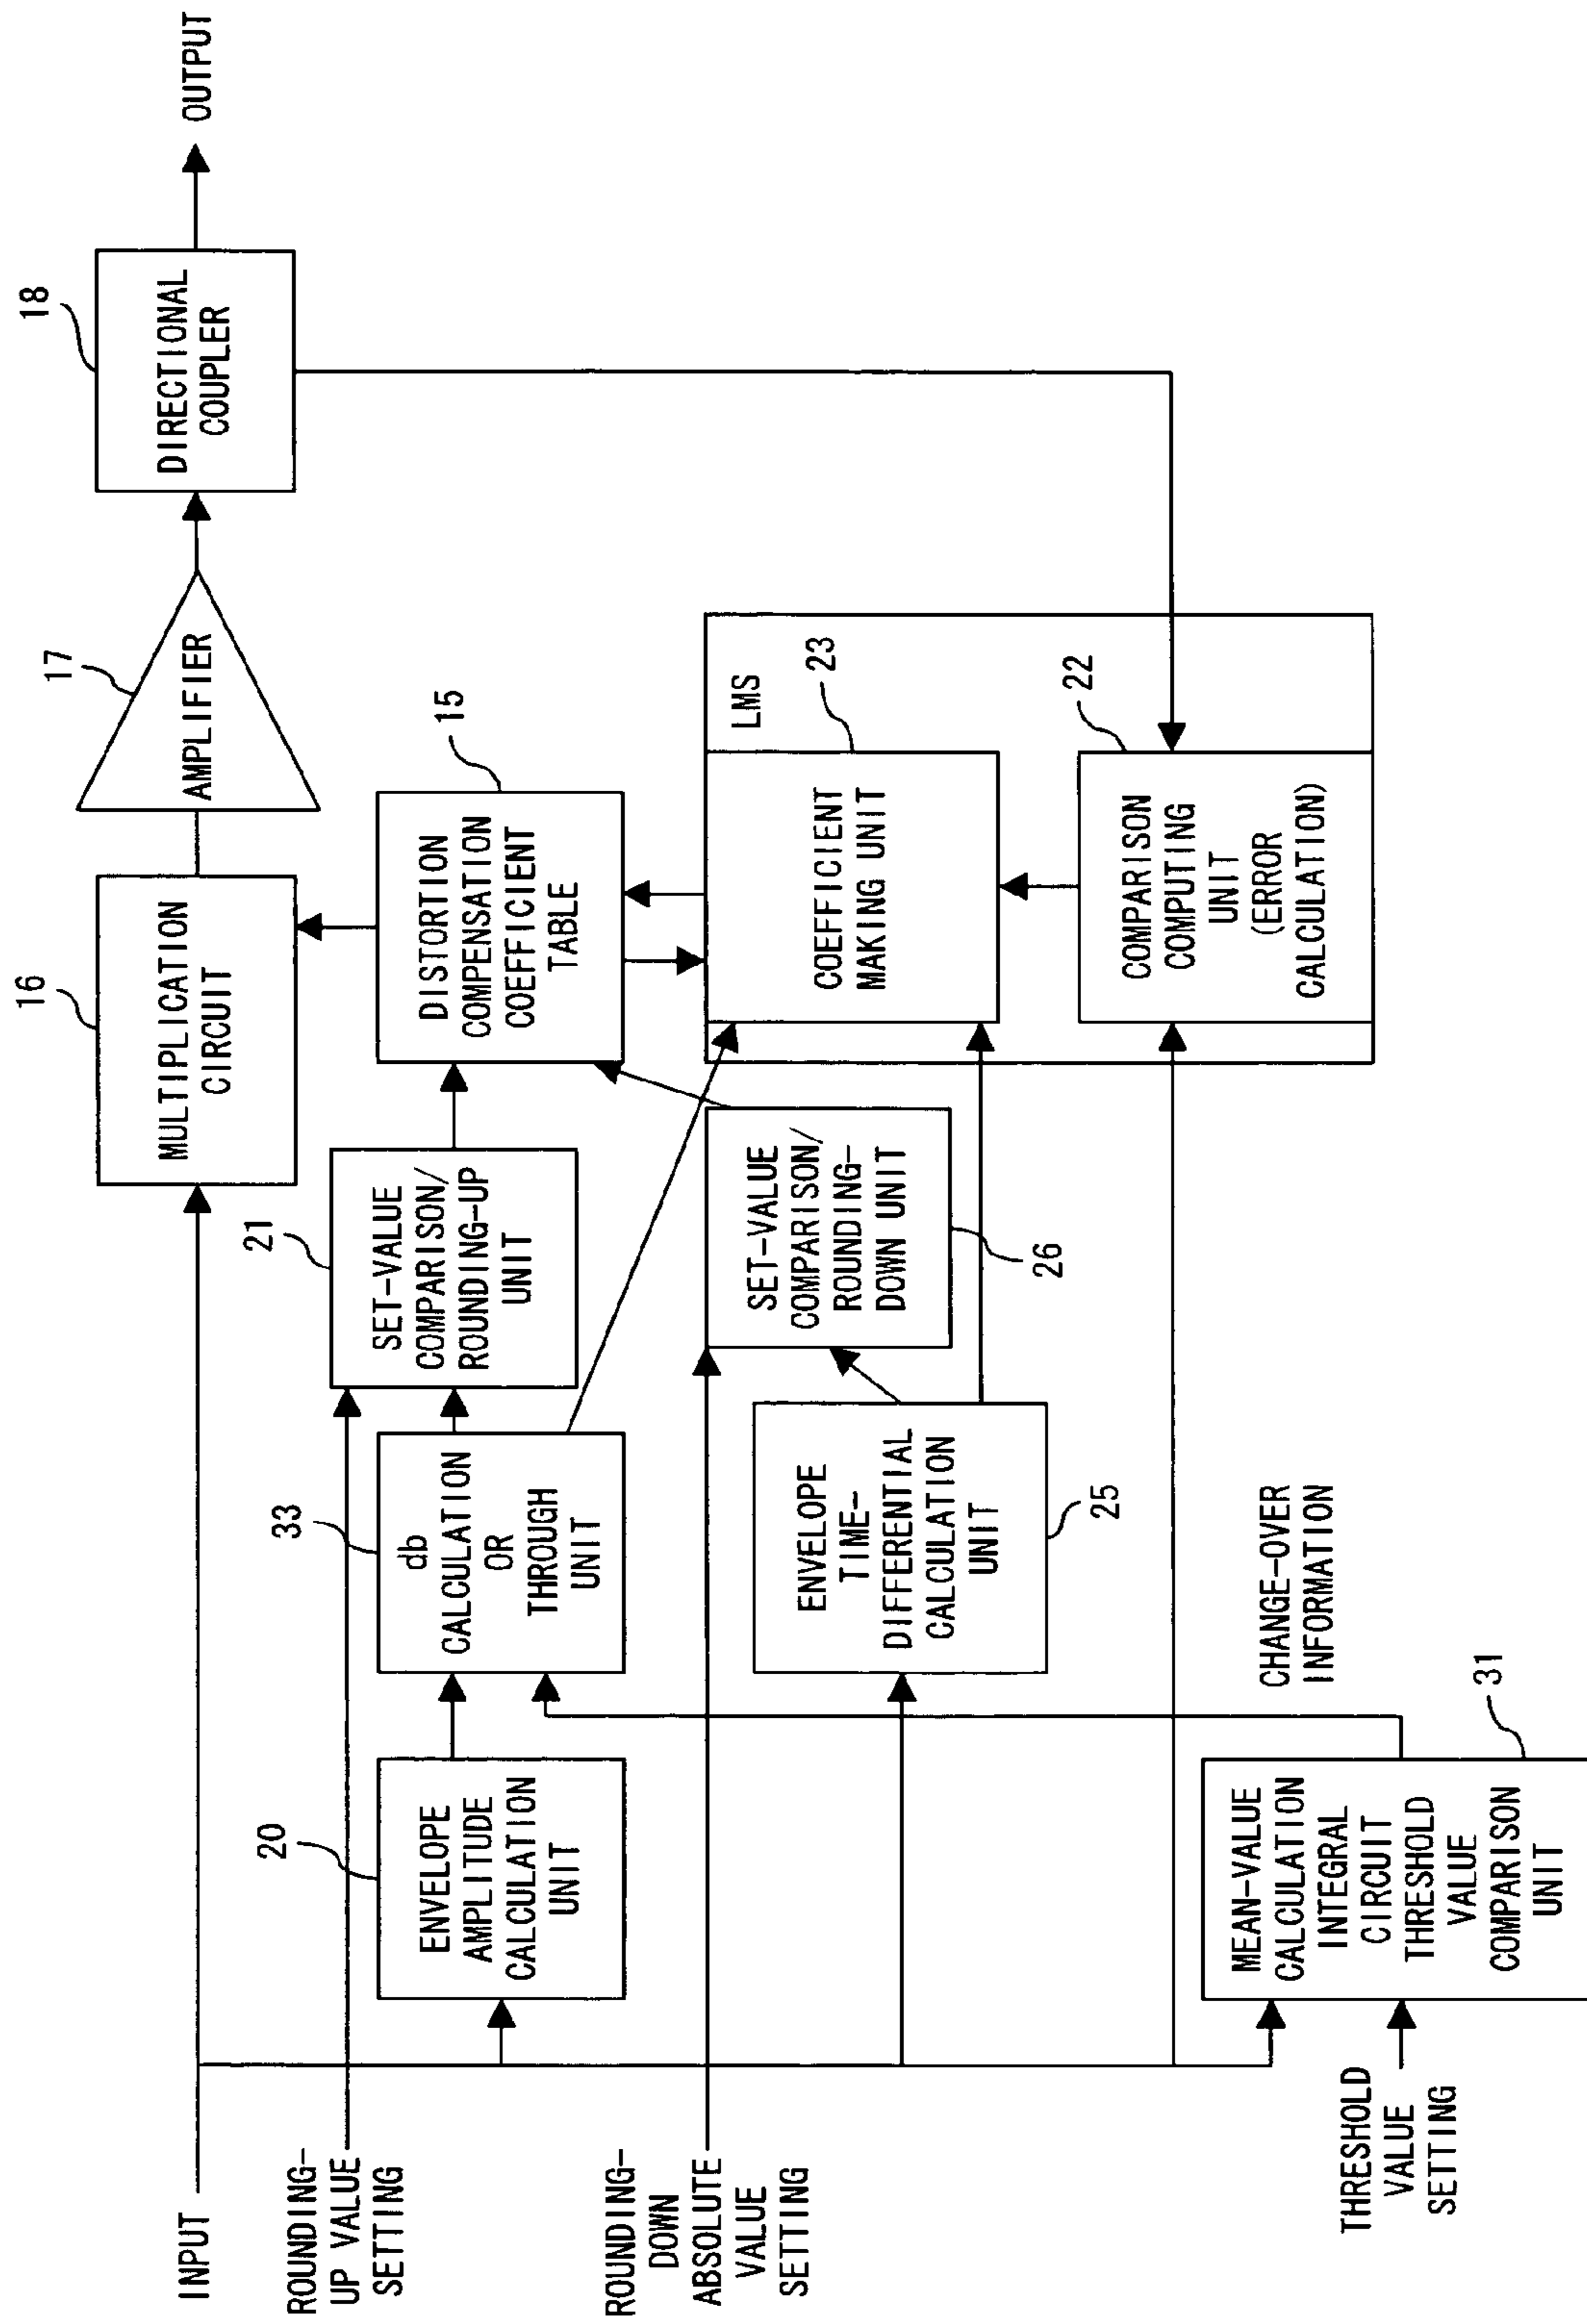 INPUT
16
MULTIPLICATION
CIRCUIT
17
AMPLIFIER
18
DIRECTIONAL
COUPLER
OUTPUT
ROUNDING-
UP VALUE
SETTING
20
ENVELOPE
AMPLITUDE
CALCULATION
UNIT
33
db
CALCULATION
OR
THROUGH
UNIT
21
SET-VALUE
COMPARISON/
ROUNDING-UP
UNIT
15
DISTORTION
COMPENSATION
COEFFICIENT
TABLE
ROUNDING-
DOWN
ABSOLUTE
VALUE
SETTING
ENVELOPE
TIME-
DIFFERENTIAL
CALCULATION
UNIT
25
SET-VALUE
COMPARISON/
ROUNDING-
DOWN UNIT
26
LMS
23
COEFFICIENT
MAKING UNIT
22
COMPARISON
COMPUTING
UNIT
(ERROR
CALCULATION)
CHANGE-OVER
INFORMATION
THRESHOLD
VALUE
SETTING
MEAN-VALUE
CALCULATION
INTEGRAL
CIRCUIT
THRESHOLD
VALUE
COMPARISON
UNIT
31